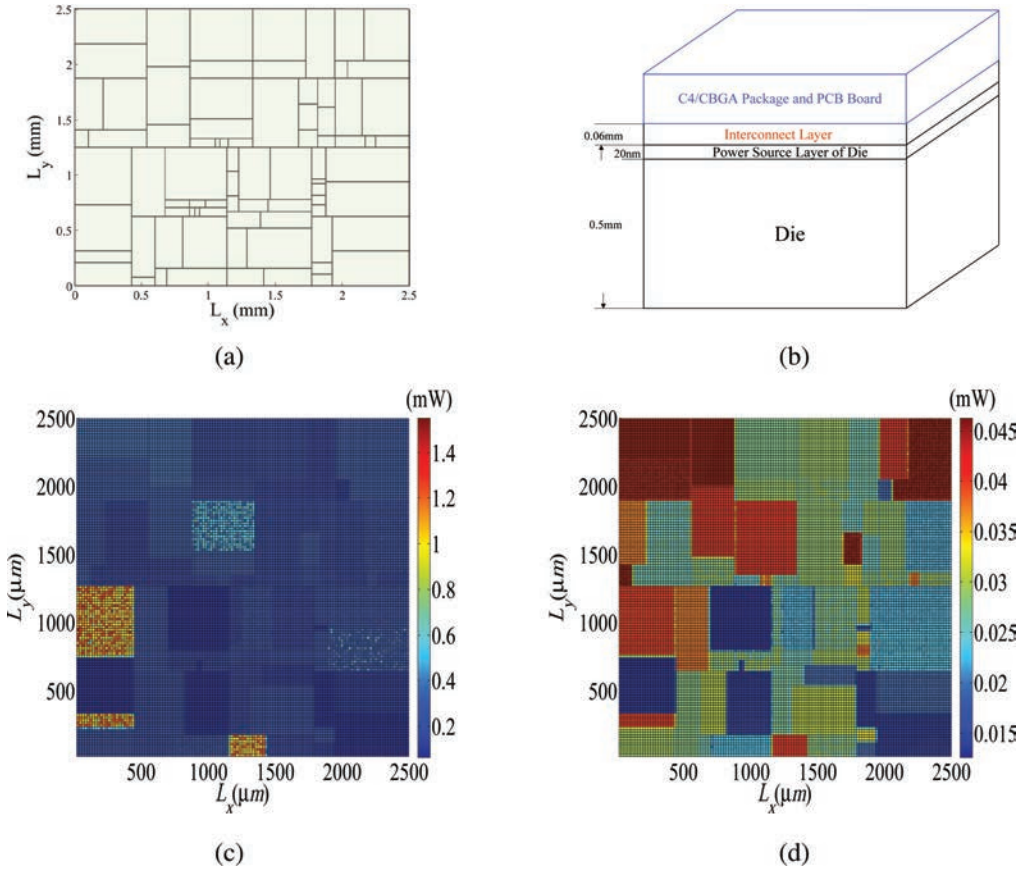 2.5
2
1.5
1
0.5
0
L_y (mm)
0 0.5 1 1.5 2 2.5
L_x (mm)
(a)
C4/CBGA Package and PCB Board
0.06mm
Interconnect Layer
20nm
Power Source Layer of Die
0.5mm
Die
(b)
(mW)
2500
2000
1500
1000
500
L_y(μm)
500 1000 1500 2000 2500
L_x(μm)
1.4
1.2
1
0.8
0.6
0.4
0.2
(c)
(mW)
2500
2000
1500
1000
500
L_y(μm)
500 1000 1500 2000 2500
L_x(μm)
0.045
0.04
0.035
0.03
0.025
0.02
0.015
(d)